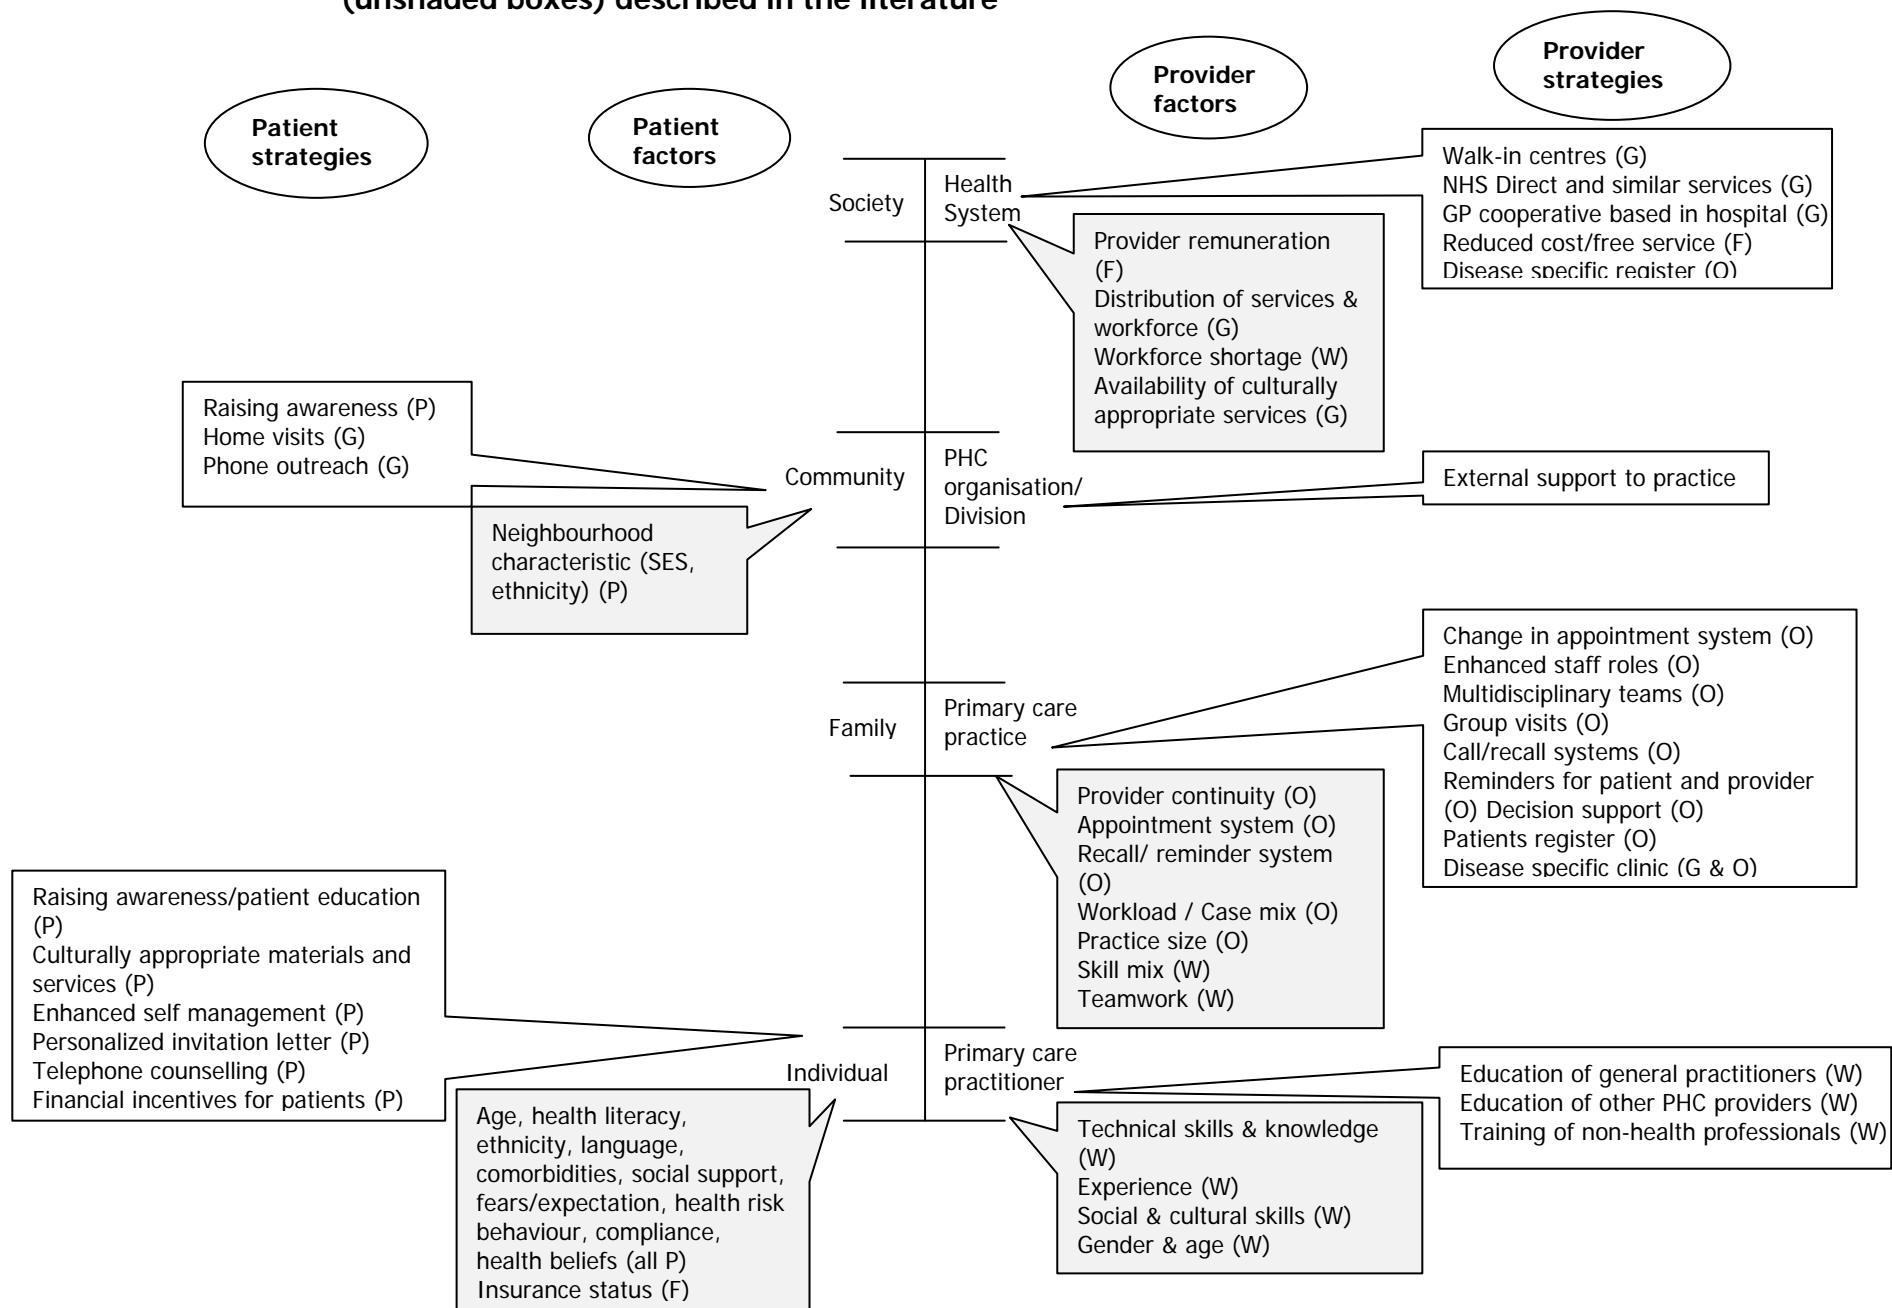 (unshaded boxes) described in the literature
Patient
strategies
Patient
factors
Provider
factors
Provider
strategies
Society
Health
System
Walk-in centres (G)
NHS Direct and similar services (G)
GP cooperative based in hospital (G)
Reduced cost/free service (F)
Disease specific register (O)
Provider remuneration
(F)
Distribution of services &
workforce (G)
Workforce shortage (W)
Availability of culturally
appropriate services (G)
Raising awareness (P)
Home visits (G)
Phone outreach (G)
Community
PHC
organisation/
Division
External support to practice
Neighbourhood
characteristic (SES,
ethnicity) (P)
Family
Primary care
practice
Change in appointment system (O)
Enhanced staff roles (O)
Multidisciplinary teams (O)
Group visits (O)
Call/recall systems (O)
Reminders for patient and provider
(O) Decision support (O)
Patients register (O)
Disease specific clinic (G & O)
Provider continuity (O)
Appointment system (O)
Recall/ reminder system
(O)
Workload / Case mix (O)
Practice size (O)
Skill mix (W)
Teamwork (W)
Raising awareness/patient education
(P)
Culturally appropriate materials and
services (P)
Enhanced self management (P)
Personalized invitation letter (P)
Telephone counselling (P)
Financial incentives for patients (P)
Individual
Primary care
practitioner
Education of general practitioners (W)
Education of other PHC providers (W)
Training of non-health professionals (W)
Age, health literacy,
ethnicity, language,
comorbidities, social support,
fears/expectation, health risk
behaviour, compliance,
health beliefs (all P)
Insurance status (F)
Technical skills & knowledge
(W)
Experience (W)
Social & cultural skills (W)
Gender & age (W)